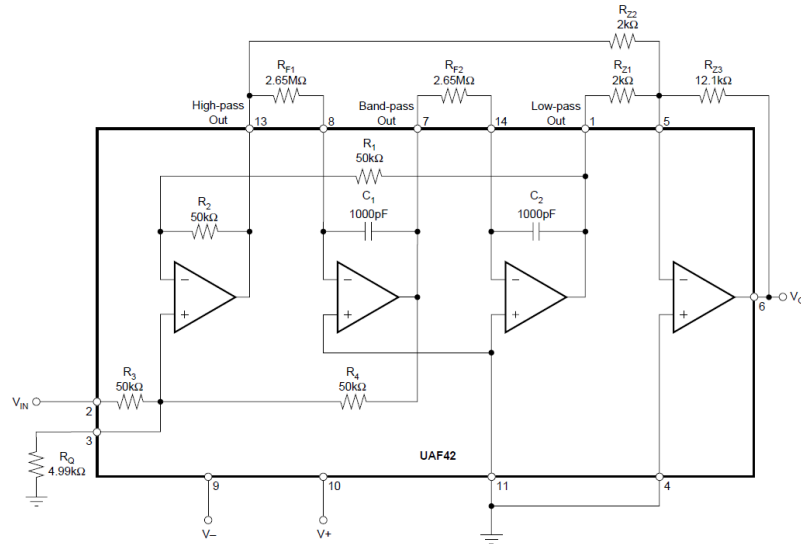 RZ2
2kΩ
RF1
2.65MΩ
RF2
2.65MΩ
RZ1
2kΩ
RZ3
12.1kΩ
High-pass
Out
13
8
Band-pass
Out
7
14
Low-pass
Out
1
5
R1
50kΩ
R2
50kΩ
C1
1000pF
C2
1000pF
−
+
−
+
−
+
−
+
6
VO
R3
50kΩ
R4
50kΩ
VIN
2
3
RQ
4.99kΩ
UAF42
9
10
11
4
V–
V+